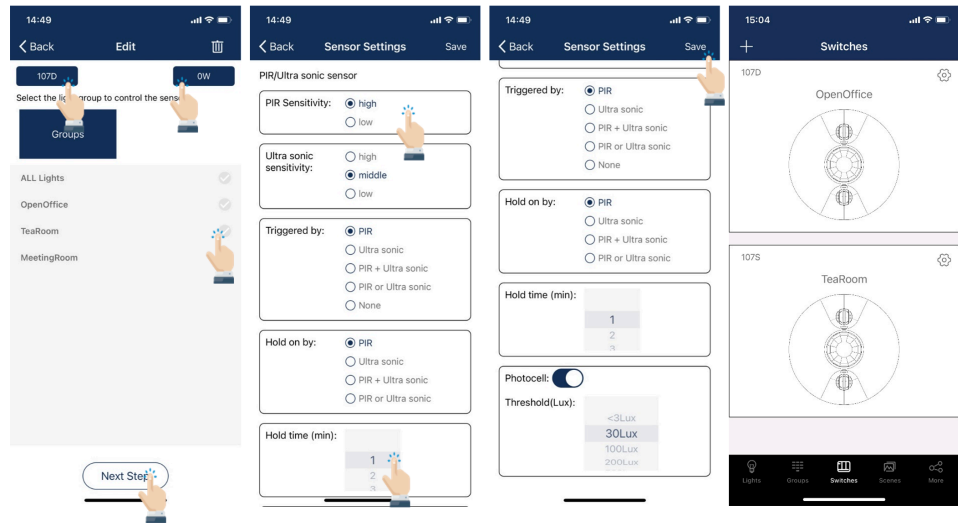 14:49
Back
Edit
107D
0W
Select the light group to control the sensor
Groups
ALL Lights
OpenOffice
TeaRoom
MeetingRoom
Next Step
14:49
Back
Sensor Settings
Save
PIR/Ultra sonic sensor
PIR Sensitivity:
high
low
Ultra sonic
sensitivity:
high
middle
low
Triggered by:
PIR
Ultra sonic
PIR + Ultra sonic
PIR or Ultra sonic
None
Hold on by:
PIR
Ultra sonic
PIR + Ultra sonic
PIR or Ultra sonic
Hold time (min):
1
2
3
14:49
Back
Sensor Settings
Save
Triggered by:
PIR
Ultra sonic
PIR + Ultra sonic
PIR or Ultra sonic
None
Hold on by:
PIR
Ultra sonic
PIR + Ultra sonic
PIR or Ultra sonic
Hold time (min):
1
2
3
Photocell:
Threshold(Lux):
<3Lux
30Lux
100Lux
200Lux
15:04
Switches
107D
OpenOffice
107S
TeaRoom
Lights
Groups
Switches
Scenes
More